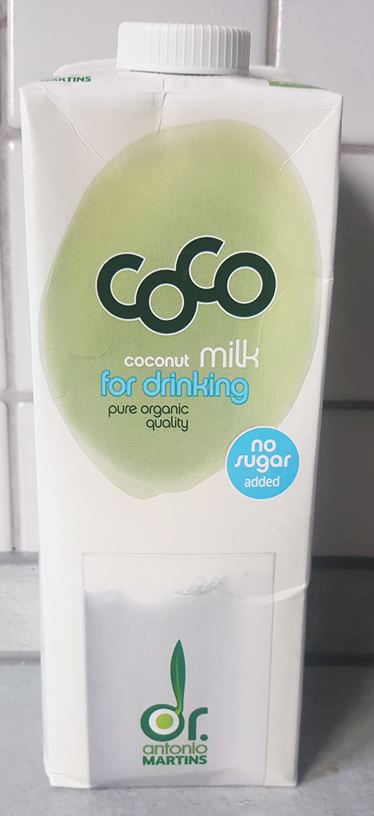 MARTINS
coco
coconut milk
for drinking
pure organic
quality
no
sugar
added
dr.
antonio
MARTINS